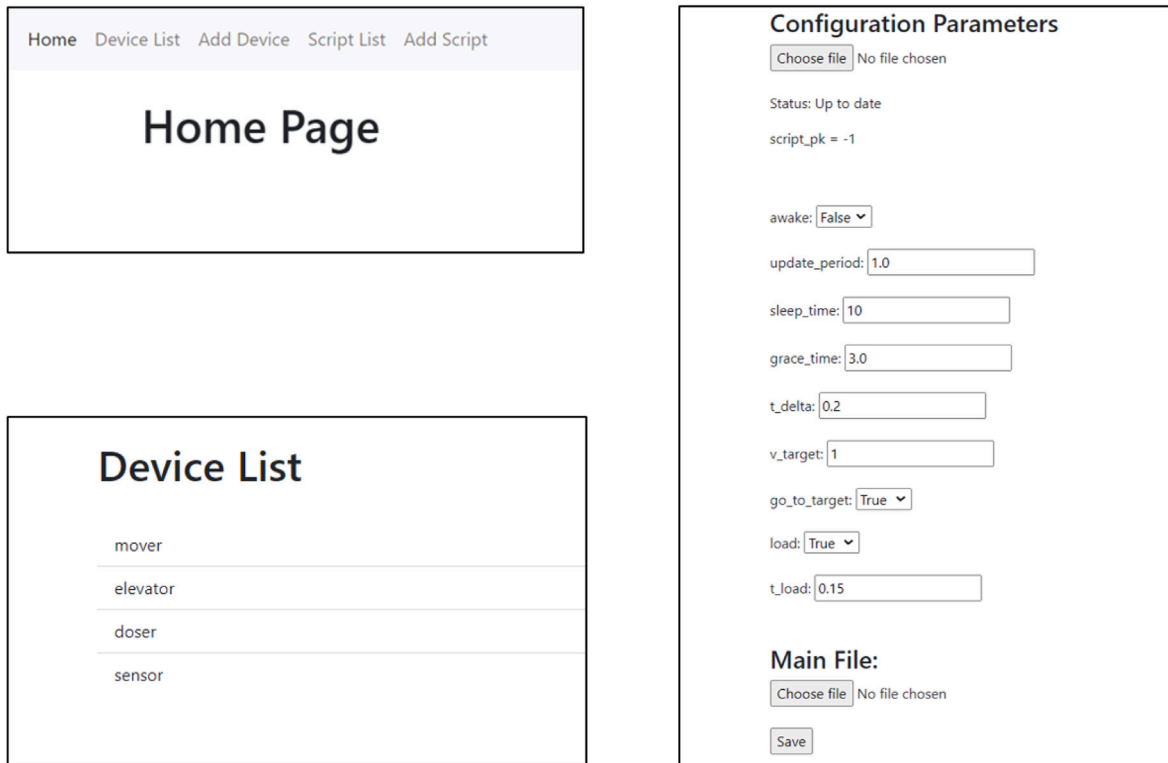 Home Device List Add Device Script List Add Script
Home Page
Device List
mover
elevator
doser
sensor
Configuration Parameters
Choose file No file chosen
Status: Up to date
script_pk = -1
awake: False
update_period: 1.0
sleep_time: 10
grace_time: 3.0
t_delta: 0.2
v_target: 1
go_to_target: True
load: True
t_load: 0.15
Main File:
Choose file No file chosen
Save